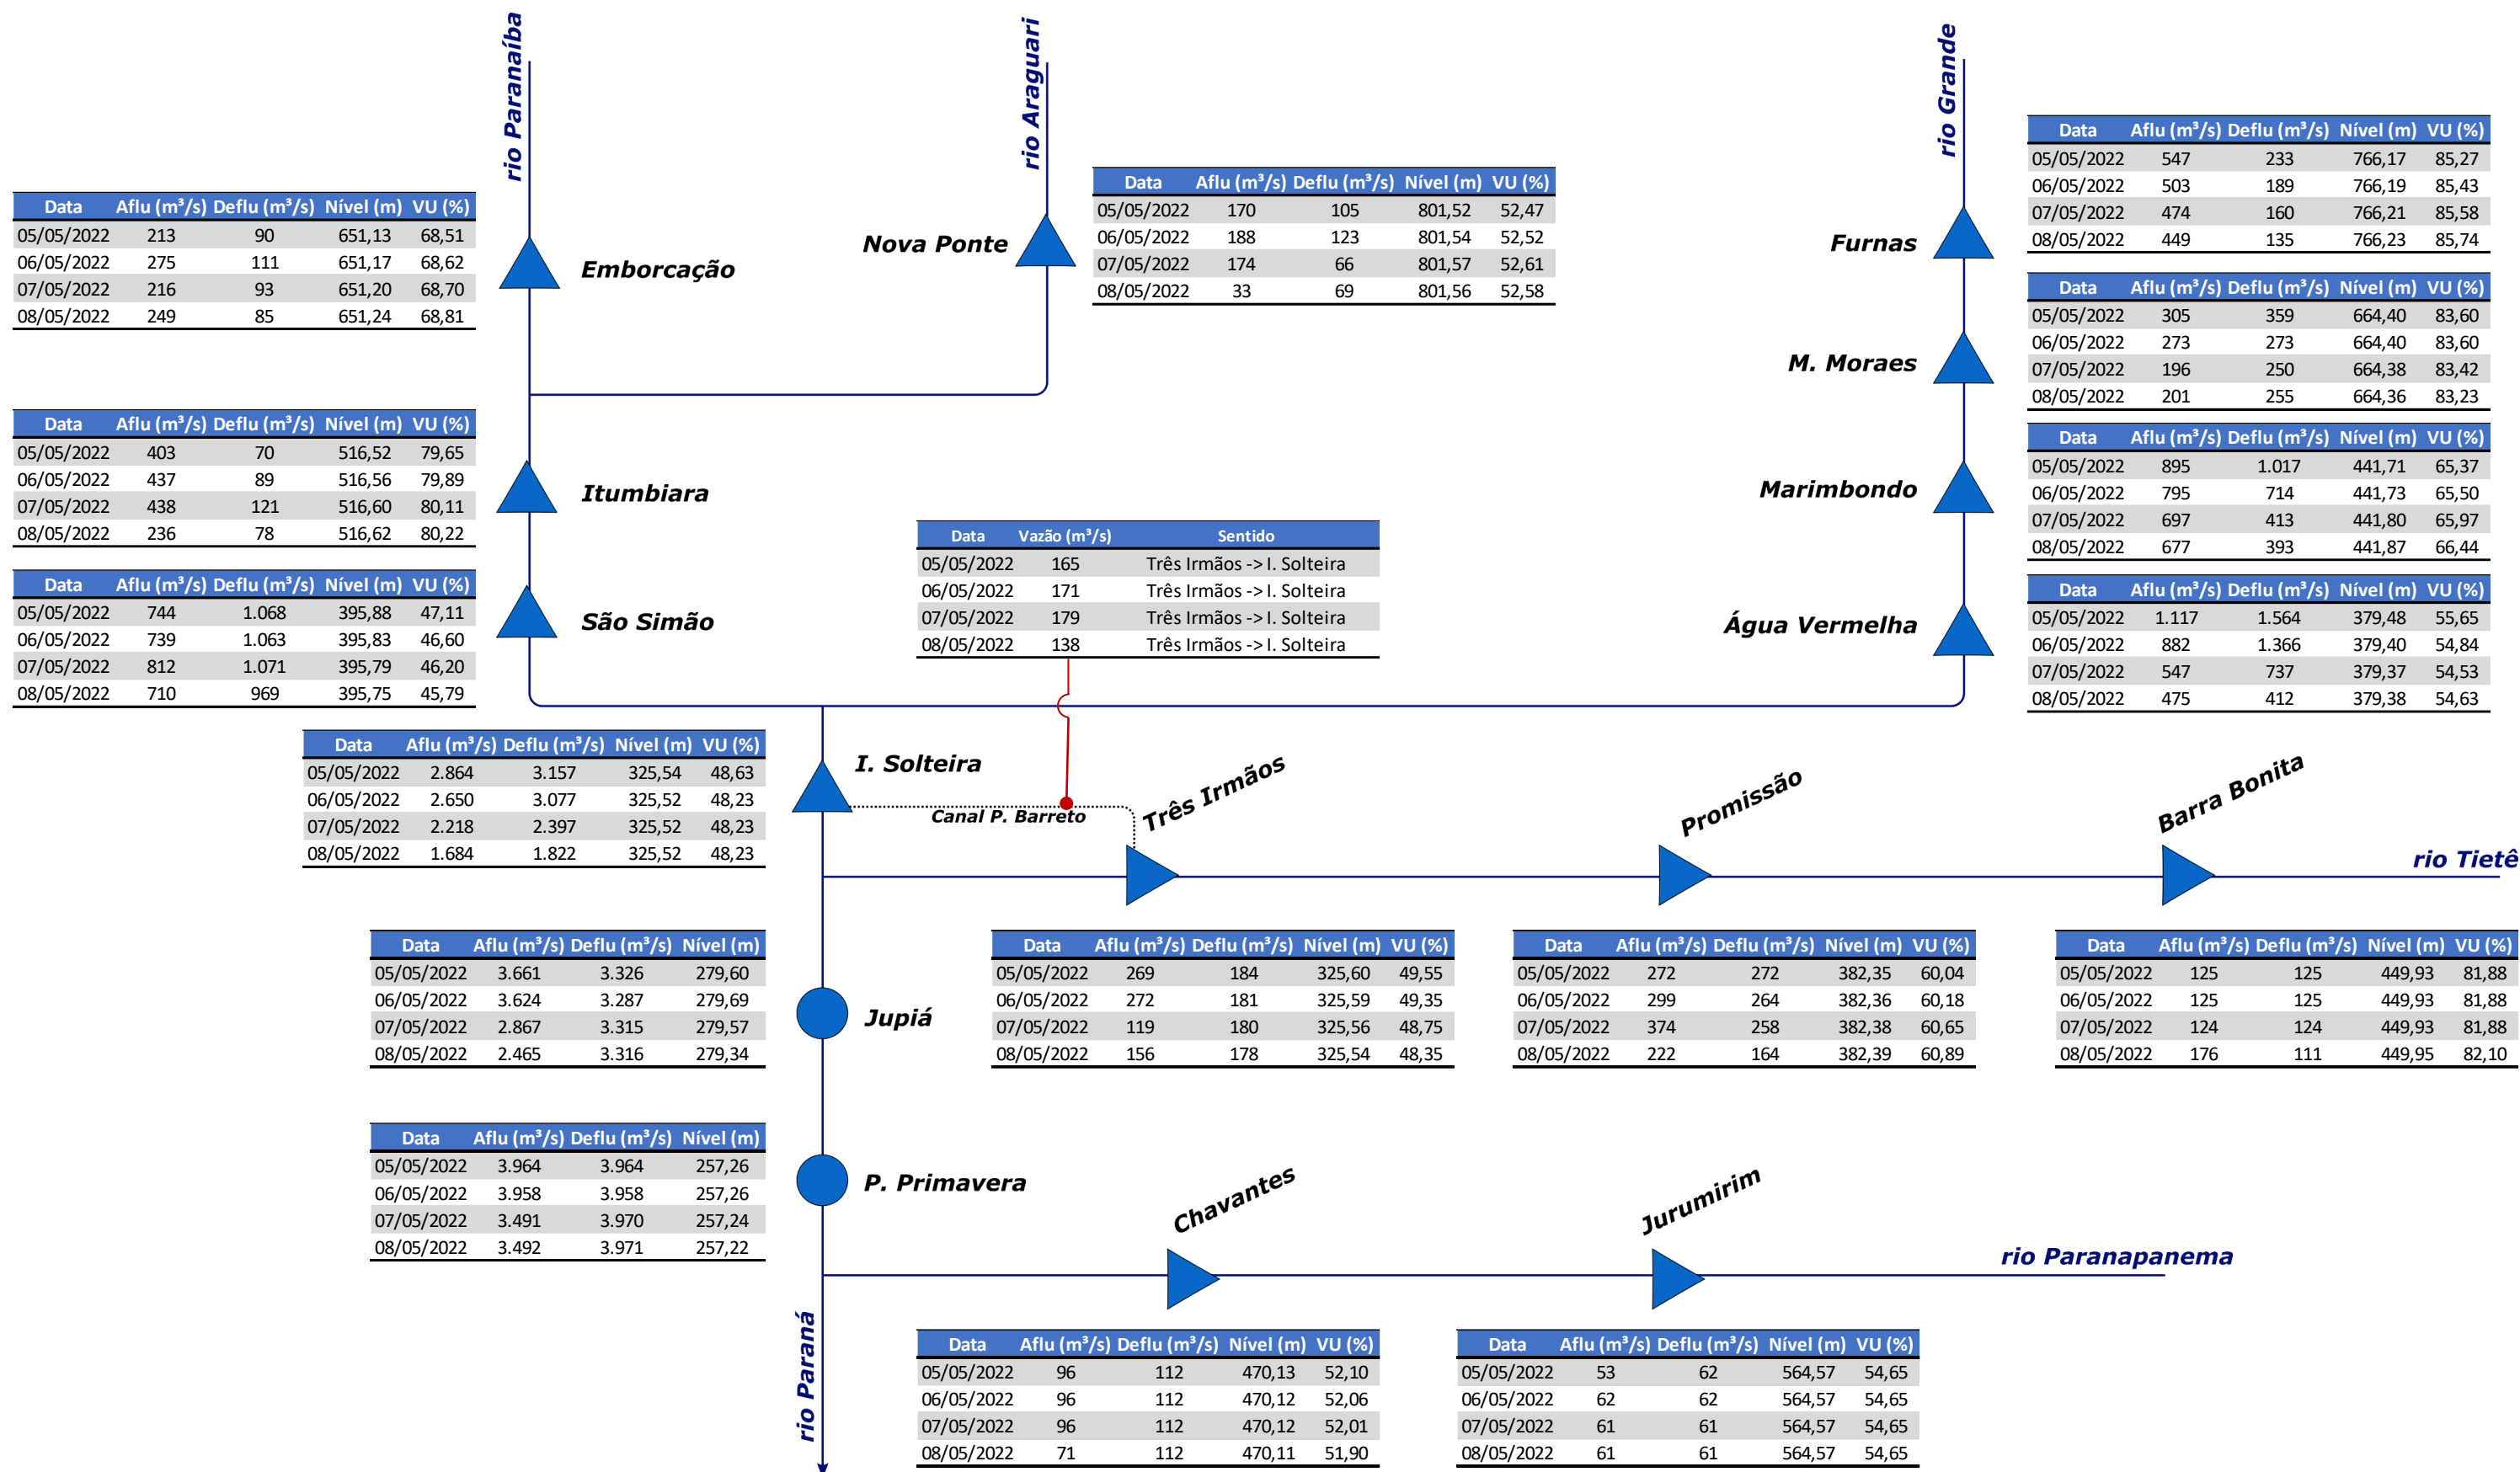 rio Paranaíba
rio Araguari
rio Grande
Data Aflu (m³/s) Deflu (m³/s) Nível (m) VU (%)
05/05/2022 213 90 651,13 68,51
06/05/2022 275 111 651,17 68,62
07/05/2022 216 93 651,20 68,70
08/05/2022 249 85 651,24 68,81
Emborcação
Nova Ponte
Data Aflu (m³/s) Deflu (m³/s) Nível (m) VU (%)
05/05/2022 170 105 801,52 52,47
06/05/2022 188 123 801,54 52,52
07/05/2022 174 66 801,57 52,61
08/05/2022 33 69 801,56 52,58
Furnas
Data Aflu (m³/s) Deflu (m³/s) Nível (m) VU (%)
05/05/2022 547 233 766,17 85,27
06/05/2022 503 189 766,19 85,43
07/05/2022 474 160 766,21 85,58
08/05/2022 449 135 766,23 85,74
M. Moraes
Data Aflu (m³/s) Deflu (m³/s) Nível (m) VU (%)
05/05/2022 305 359 664,40 83,60
06/05/2022 273 273 664,40 83,60
07/05/2022 196 250 664,38 83,42
08/05/2022 201 255 664,36 83,23
Data Aflu (m³/s) Deflu (m³/s) Nível (m) VU (%)
05/05/2022 403 70 516,52 79,65
06/05/2022 437 89 516,56 79,89
07/05/2022 438 121 516,60 80,11
08/05/2022 236 78 516,62 80,22
Itumbiara
Marimbondo
Data Aflu (m³/s) Deflu (m³/s) Nível (m) VU (%)
05/05/2022 895 1.017 441,71 65,37
06/05/2022 795 714 441,73 65,50
07/05/2022 697 413 441,80 65,97
08/05/2022 677 393 441,87 66,44
Data Aflu (m³/s) Deflu (m³/s) Nível (m) VU (%)
05/05/2022 744 1.068 395,88 47,11
06/05/2022 739 1.063 395,83 46,60
07/05/2022 812 1.071 395,79 46,20
08/05/2022 710 969 395,75 45,79
São Simão
Data Vazão (m³/s) Sentido
05/05/2022 165 Três Irmãos -> I. Solteira
06/05/2022 171 Três Irmãos -> I. Solteira
07/05/2022 179 Três Irmãos -> I. Solteira
08/05/2022 138 Três Irmãos -> I. Solteira
Água Vermelha
Data Aflu (m³/s) Deflu (m³/s) Nível (m) VU (%)
05/05/2022 1.117 1.564 379,48 55,65
06/05/2022 882 1.366 379,40 54,84
07/05/2022 547 737 379,37 54,53
08/05/2022 475 412 379,38 54,63
Data Aflu (m³/s) Deflu (m³/s) Nível (m) VU (%)
05/05/2022 2.864 3.157 325,54 48,63
06/05/2022 2.650 3.077 325,52 48,23
07/05/2022 2.218 2.397 325,52 48,23
08/05/2022 1.684 1.822 325,52 48,23
I. Solteira
Canal P. Barreto
Três Irmãos
Promissão
Barra Bonita
rio Tietê
Data Aflu (m³/s) Deflu (m³/s) Nível (m)
05/05/2022 3.661 3.326 279,60
06/05/2022 3.624 3.287 279,69
07/05/2022 2.867 3.315 279,57
08/05/2022 2.465 3.316 279,34
Jupiá
Data Aflu (m³/s) Deflu (m³/s) Nível (m) VU (%)
05/05/2022 269 184 325,60 49,55
06/05/2022 272 181 325,59 49,35
07/05/2022 119 180 325,56 48,75
08/05/2022 156 178 325,54 48,35
Data Aflu (m³/s) Deflu (m³/s) Nível (m) VU (%)
05/05/2022 272 272 382,35 60,04
06/05/2022 299 264 382,36 60,18
07/05/2022 374 258 382,38 60,65
08/05/2022 222 164 382,39 60,89
Data Aflu (m³/s) Deflu (m³/s) Nível (m) VU (%)
05/05/2022 125 125 449,93 81,88
06/05/2022 125 125 449,93 81,88
07/05/2022 124 124 449,93 81,88
08/05/2022 176 111 449,95 82,10
Data Aflu (m³/s) Deflu (m³/s) Nível (m)
05/05/2022 3.964 3.964 257,26
06/05/2022 3.958 3.958 257,26
07/05/2022 3.491 3.970 257,24
08/05/2022 3.492 3.971 257,22
P. Primavera
Chavantes
Jurumirim
rio Paranapanema
rio Paraná
Data Aflu (m³/s) Deflu (m³/s) Nível (m) VU (%)
05/05/2022 96 112 470,13 52,10
06/05/2022 96 112 470,12 52,06
07/05/2022 96 112 470,12 52,01
08/05/2022 71 112 470,11 51,90
Data Aflu (m³/s) Deflu (m³/s) Nível (m) VU (%)
05/05/2022 53 62 564,57 54,65
06/05/2022 62 62 564,57 54,65
07/05/2022 61 61 564,57 54,65
08/05/2022 61 61 564,57 54,65